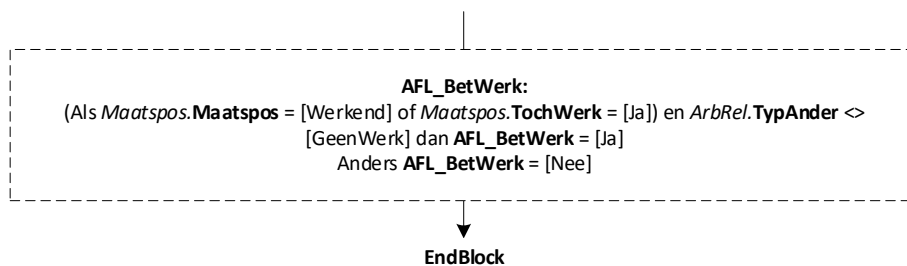 AFL_BetWerk:
(Als Maatspos.Maatspos = [Werkend] of Maatspos.TochWerk = [Ja]) en ArbRel.TypAnder <>
[GeenWerk] dan AFL_BetWerk = [Ja]
Anders AFL_BetWerk = [Nee]
EndBlock